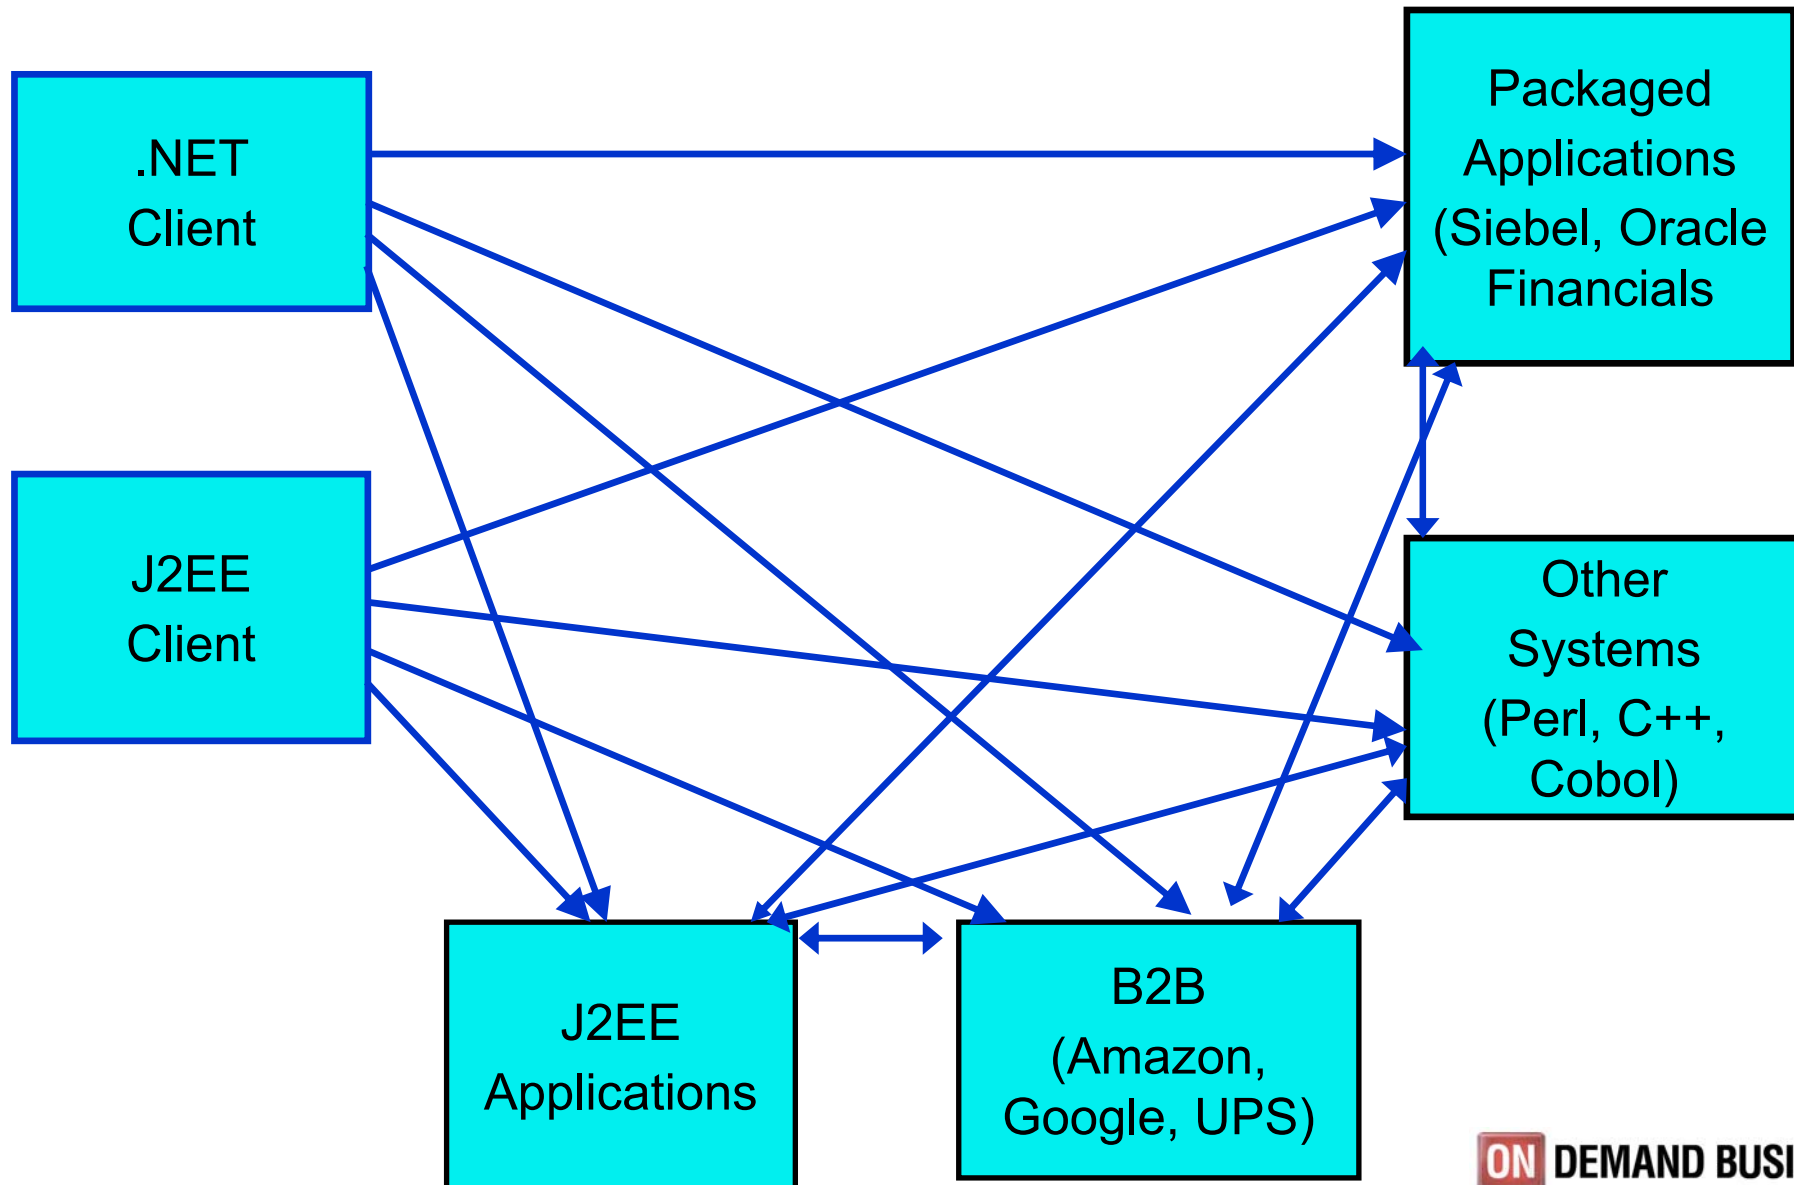 .NET
Client
Packaged
Applications
(Siebel, Oracle
Financials
J2EE
Client
Other
Systems
(Perl, C++,
Cobol)
J2EE
Applications
B2B
(Amazon,
Google, UPS)
ON DEMAND BUSI